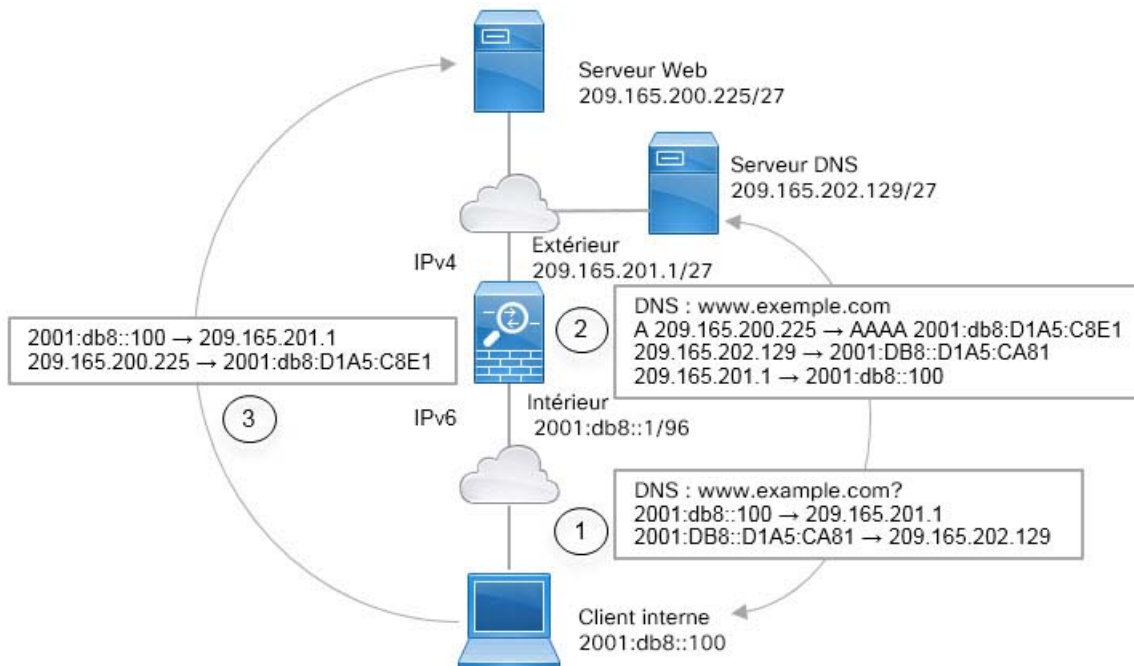 Serveur Web
209.165.200.225/27
Serveur DNS
209.165.202.129/27
IPv4
Extérieur
209.165.201.1/27
2001:db8::100 → 209.165.201.1
209.165.200.225 → 2001:db8:D1A5:C8E1
3
2
DNS : www.exemple.com
A 209.165.200.225 → AAAA 2001:db8:D1A5:C8E1
209.165.202.129 → 2001:DB8::D1A5:CA81
209.165.201.1 → 2001:db8::100
IPv6
Intérieur
2001:db8::1/96
1
DNS : www.example.com?
2001:db8::100 → 209.165.201.1
2001:DB8::D1A5:CA81 → 209.165.202.129
Client interne
2001:db8::100